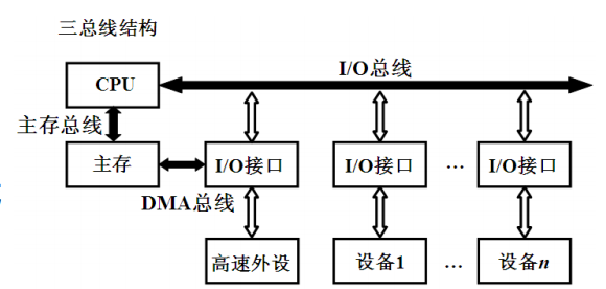 三总线结构
I/O总线
CPU
主存总线
主存
I/O接口
I/O接口
...
I/O接口
DMA总线
高速外设
设备1
...
设备n